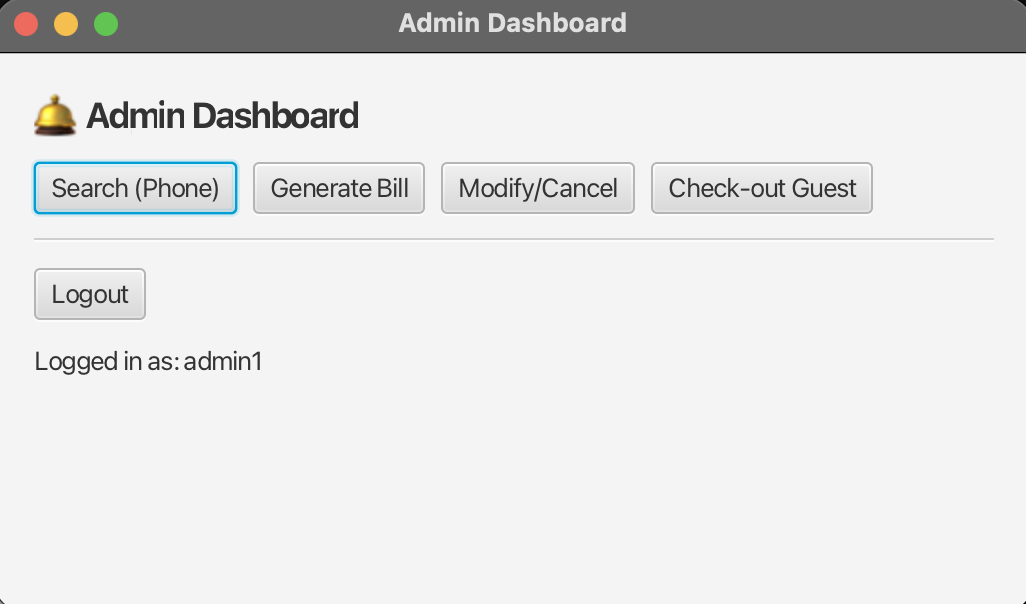 Admin Dashboard
Admin Dashboard
Search (Phone) Generate Bill Modify/Cancel Check-out Guest
Logout
Logged in as: admin1